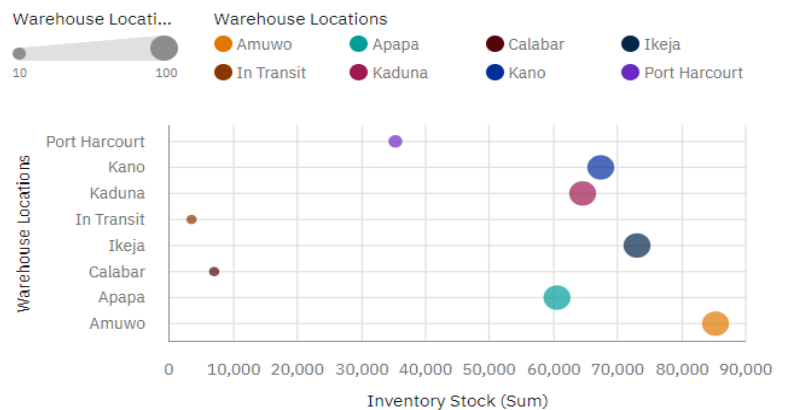 Warehouse Locati...
10 100
Warehouse Locations
Amuwo Apapa Calabar Ikeja
In Transit Kaduna Kano Port Harcourt
Warehouse Locations
Port Harcourt
Kano
Kaduna
In Transit
Ikeja
Calabar
Apapa
Amuwo
0 10,000 20,000 30,000 40,000 50,000 60,000 70,000 80,000 90,000
Inventory Stock (Sum)